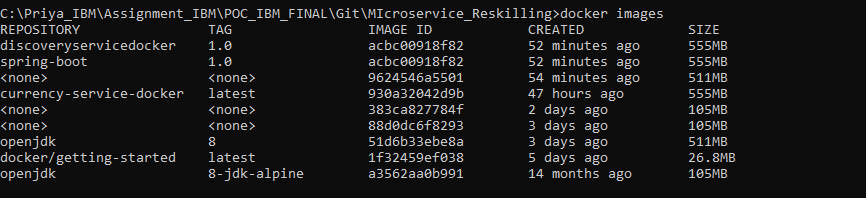 C:\Priya_IBM\Assignment_IBM\POC_IBM_FINAL\Git\MIcroservice_Reskilling>docker images
REPOSITORY TAG IMAGE ID CREATED SIZE
discoveryservicedocker 1.0 acbc00918f82 52 minutes ago 555MB
spring-boot 1.0 acbc00918f82 52 minutes ago 555MB
<none> <none> 9624546a5501 54 minutes ago 511MB
currency-service-docker latest 930a32042d9b 47 hours ago 555MB
<none> <none> 383ca827784f 2 days ago 105MB
<none> <none> 88d0dc6f8293 3 days ago 105MB
openjdk 8 51d6b33ebe8a 3 days ago 511MB
docker/getting-started latest 1f32459ef038 5 days ago 26.8MB
openjdk 8-jdk-alpine a3562aa0b991 14 months ago 105MB